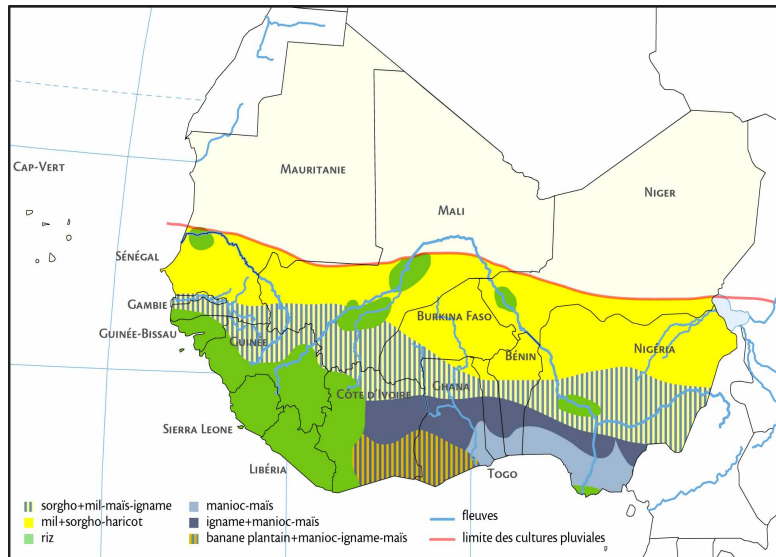 Mauritanie
Cap-Vert
Niger
Mali
Sénégal
Gambie
Burkina Faso
Guinée-Bissau
Guinée
Bénin
Nigéria
Ghana
Côte d'Ivoire
Sierra Leone
Libéria
Togo
sorgho+mil-maïs-igname
mil+sorgho-haricot
riz
manioc-maïs
igname+manioc-maïs
banane plantain+manioc-igname-maïs
fleuves
limite des cultures pluviales